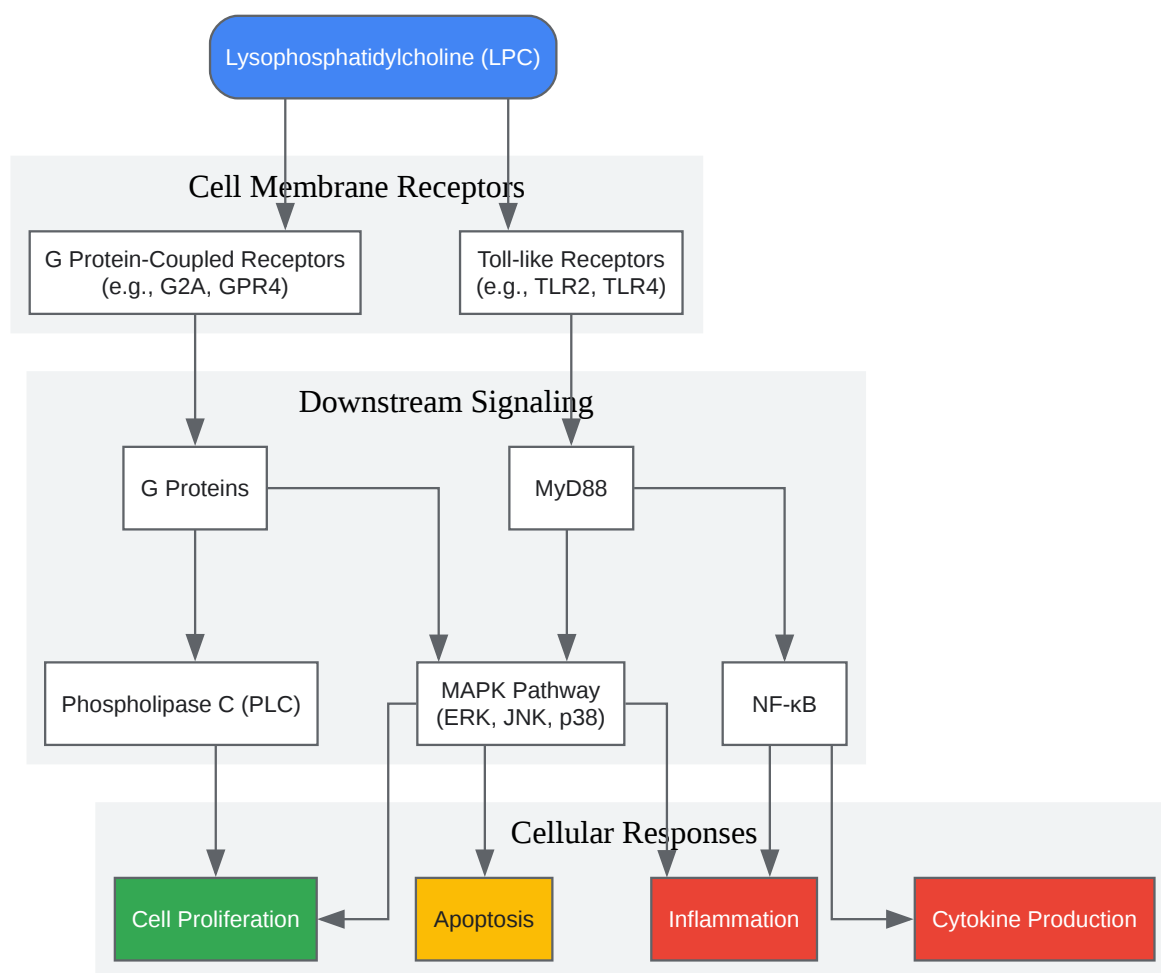 Lysophosphatidylcholine (LPC)
Cell Membrane Receptors
G Protein-Coupled Receptors
(e.g., G2A, GPR4)
Toll-like Receptors
(e.g., TLR2, TLR4)
Downstream Signaling
G Proteins
MyD88
Phospholipase C (PLC)
MAPK Pathway
(ERK, JNK, p38)
NF-κB
Cellular Responses
Cell Proliferation
Apoptosis
Inflammation
Cytokine Production